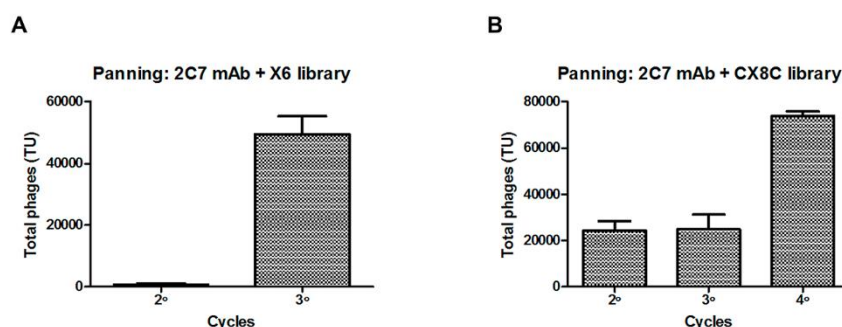 A
Panning: 2C7 mAb + X6 library
Total phages (TU)
60000
40000
20000
0
2°
3°
Cycles
B
Panning: 2C7 mAb + CX8C library
Total phages (TU)
80000
60000
40000
20000
0
2°
3°
4°
Cycles